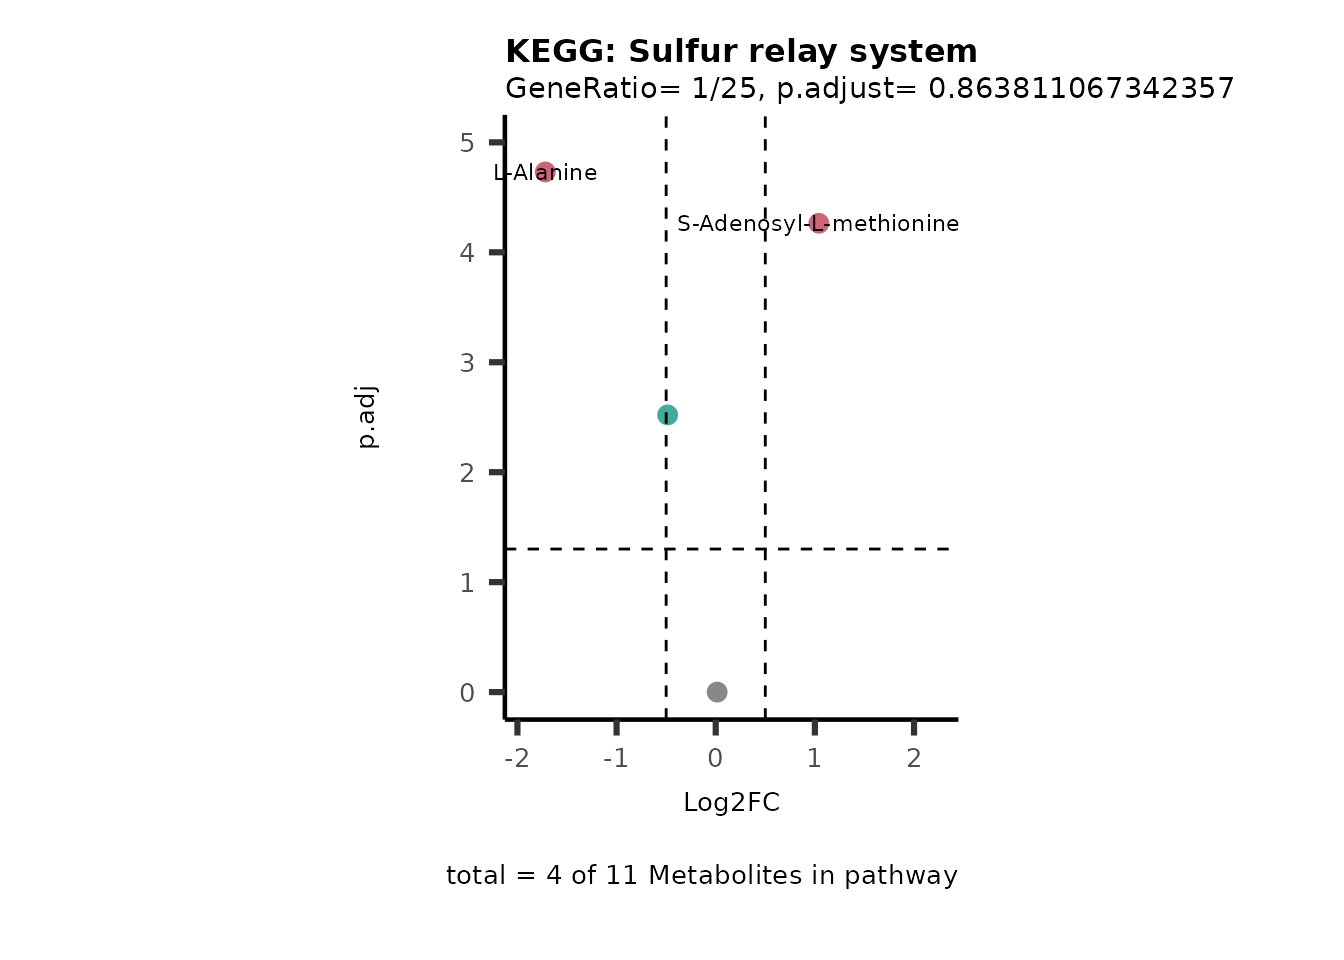 KEGG: Sulfur relay system
GeneRatio= 1/25, p.adjust= 0.863811067342357
5
L-Alanine
S-Adenosyl-L-methionine
4
3
p.adj
2
1
0
-2 -1 0 1 2
Log2FC
total = 4 of 11 Metabolites in pathway